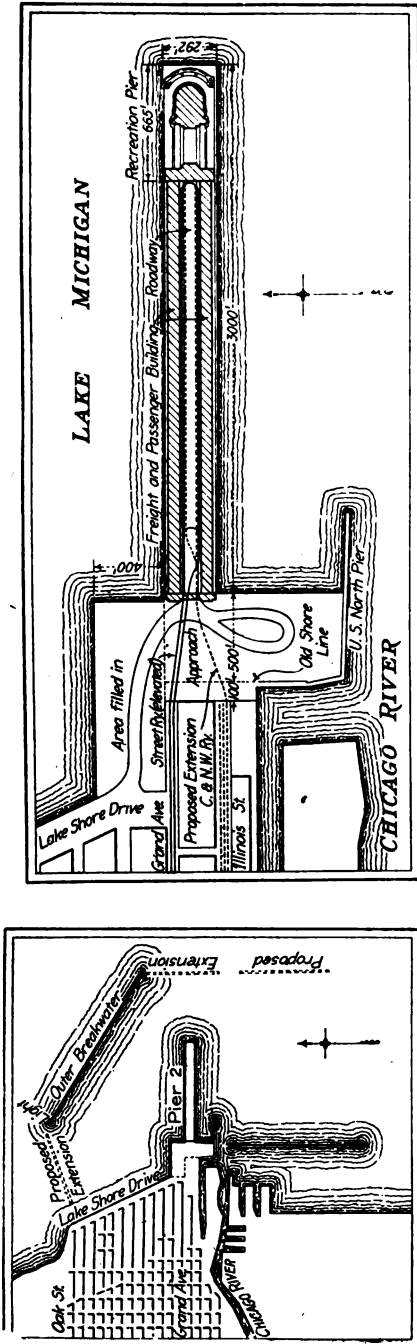 LAKE MICHIGAN
Recreation Pier
665'
292'
Freight and Passenger Building
Roadway
3000'
400'
Area filled in
Lake Shore Drive
Street Ry(elevated)
Grand Ave
Approach
Proposed Extension
C. & N.W. Ry.
400'-500'
Illinois St.
Old Shore
Line
U.S. North Pier
CHICAGO RIVER
Proposed
Extension
Outer Breakwater
Extension
Proposed
Pier 2
Lake Shore Drive
Oak St
Grand Ave
CHICAGO
RIVER